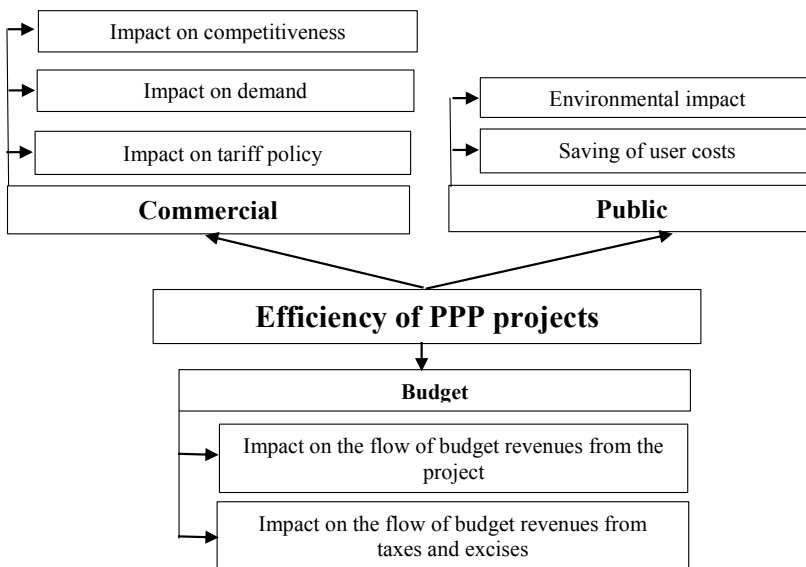 Impact on competitiveness
Impact on demand
Impact on tariff policy
Commercial
Environmental impact
Saving of user costs
Public
Efficiency of PPP projects
Budget
Impact on the flow of budget revenues from the
project
Impact on the flow of budget revenues from
taxes and excises